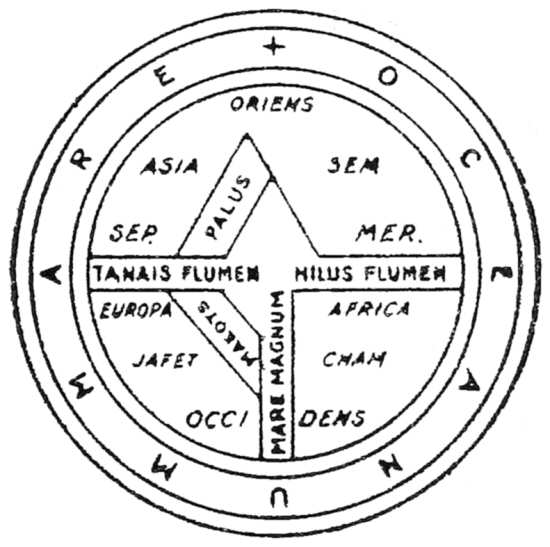 + OCEANUM MARE
ORIENS
ASIA SEM
PALUS
SEP. MER.
TANAIS FLUMEN NILUS FLUMEN
EUROPA AFRICA
MAEOTS
JAFET CHAM
MARE MAGNUM
OCCI DENS